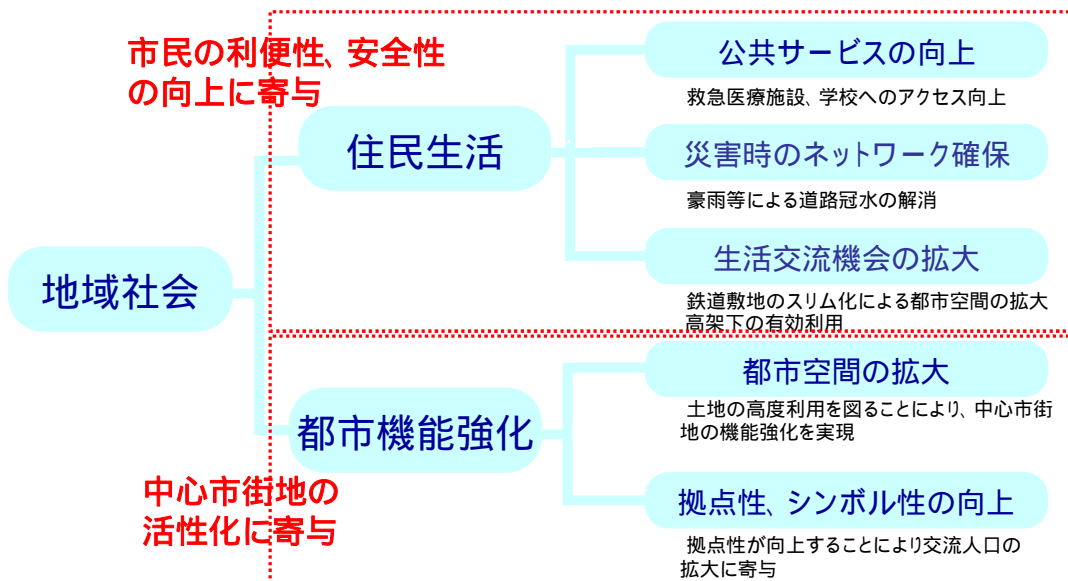 市民の利便性、安全性
の向上に寄与
地域社会
住民生活
公共サービスの向上
救急医療施設、学校へのアクセス向上
災害時のネットワーク確保
豪雨等による道路冠水の解消
生活交流機会の拡大
鉄道敷地のスリム化による都市空間の拡大
高架下の有効利用
都市機能強化
都市空間の拡大
土地の高度利用を図ることにより、中心市街
地の機能強化を実現
拠点性、シンボル性の向上
拠点性が向上することにより交流人口の
拡大に寄与
中心市街地の
活性化に寄与